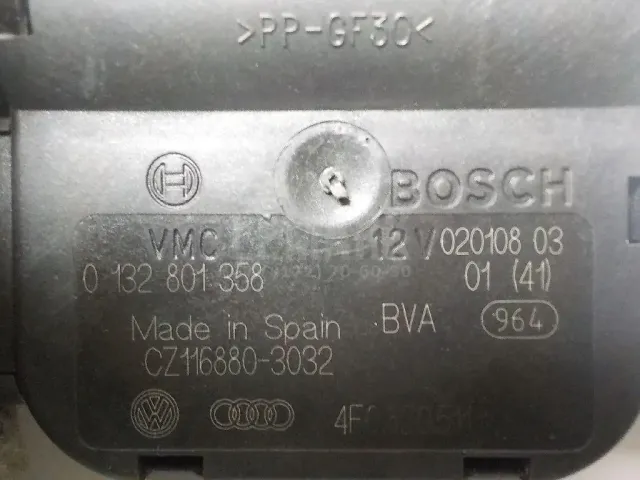 >PP-GF30<
BOSCH
VMC 12V 020108 03
0 132 801 358 01 (41)
Made in Spain BVA 964
CZ116880-3032